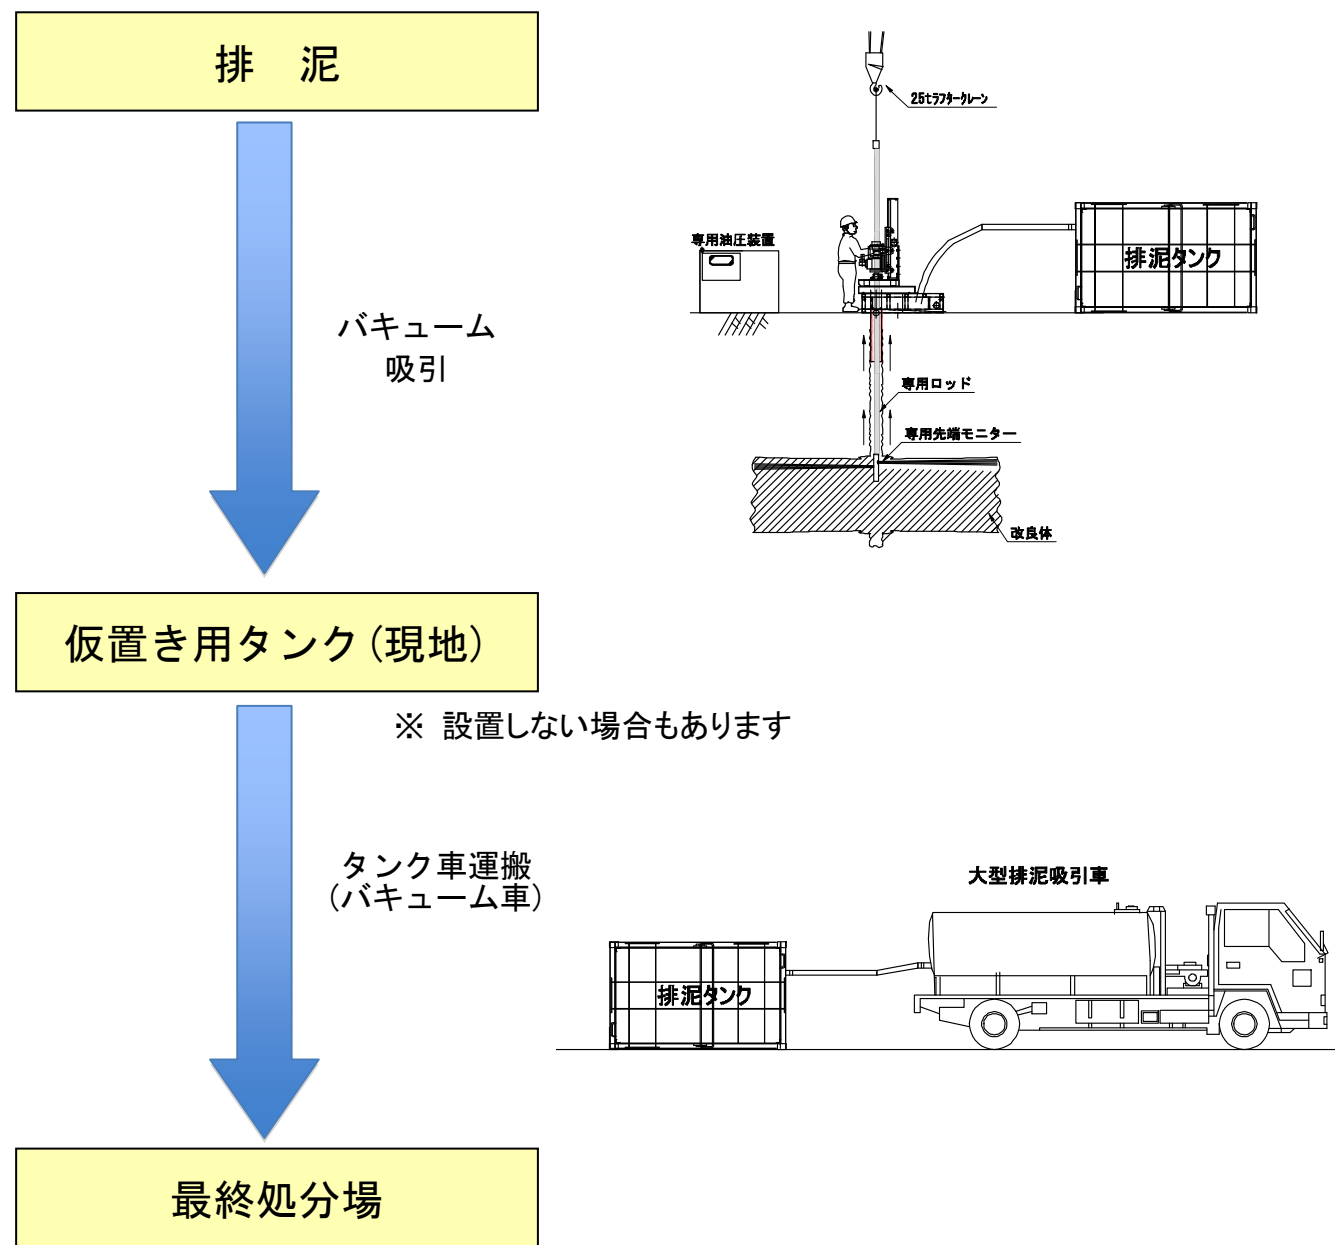 排　泥
25tラフタークレーン
専用油圧装置
排泥タンク
バキューム
吸引
専用ロッド
専用先端モニター
改良体
仮置き用タンク(現地)
※ 設置しない場合もあります
タンク車運搬
(バキューム車)
大型排泥吸引車
排泥タンク
最終処分場